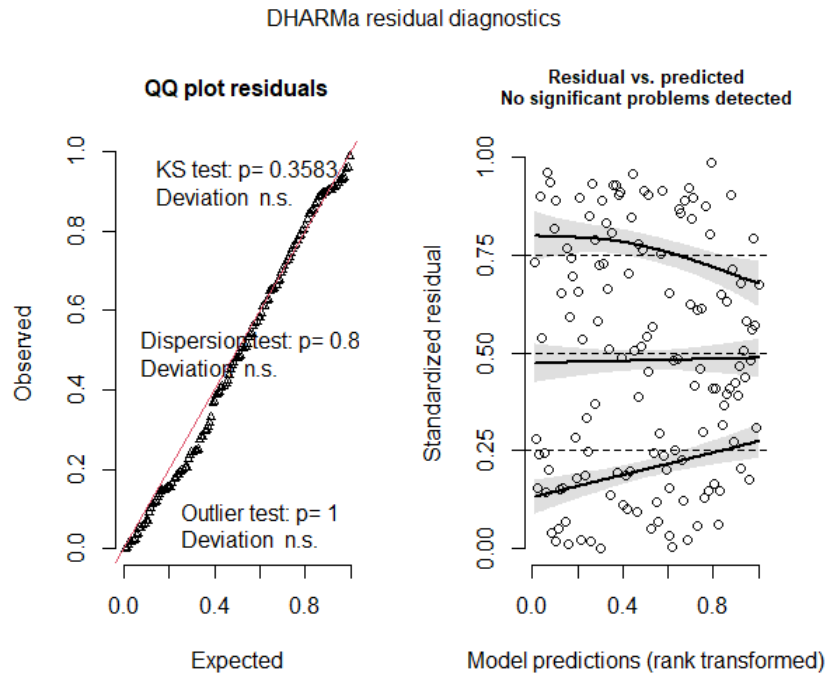 DHARMa residual diagnostics
QQ plot residuals
KS test: p= 0.3583
Deviation n.s.
Dispersion test: p= 0.8
Deviation n.s.
Outlier test: p= 1
Deviation n.s.
Observed
0.0
0.2
0.4
0.6
0.8
1.0
0.0
0.4
0.8
Expected
Residual vs. predicted
No significant problems detected
Standardized residual
0.00
0.25
0.50
0.75
1.00
0.0
0.4
0.8
Model predictions (rank transformed)